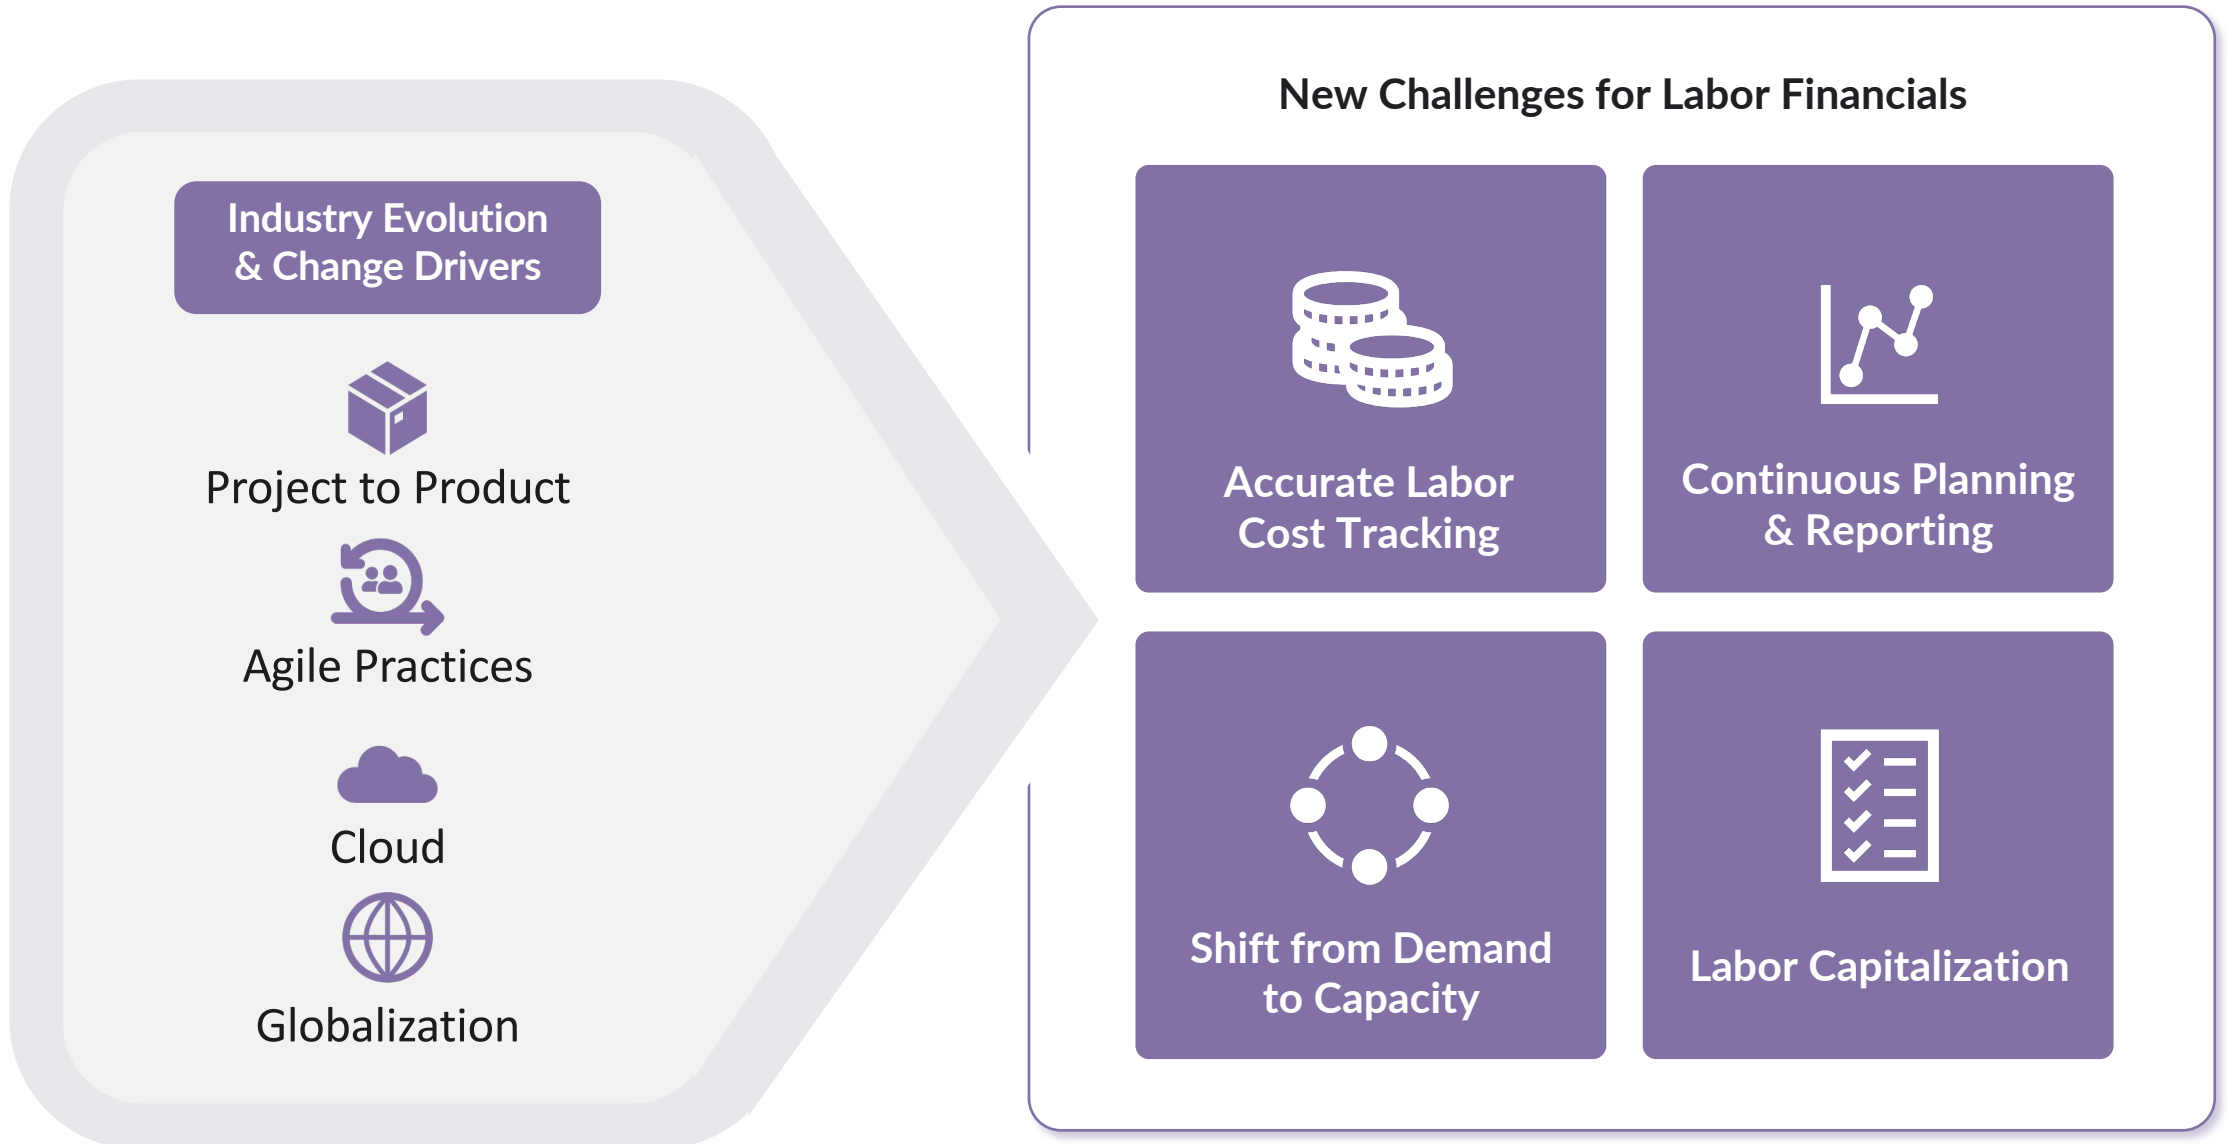 Industry Evolution
& Change Drivers
Project to Product
Agile Practices
Cloud
Globalization
New Challenges for Labor Financials
Accurate Labor
Cost Tracking
Continuous Planning
& Reporting
Shift from Demand
to Capacity
Labor Capitalization